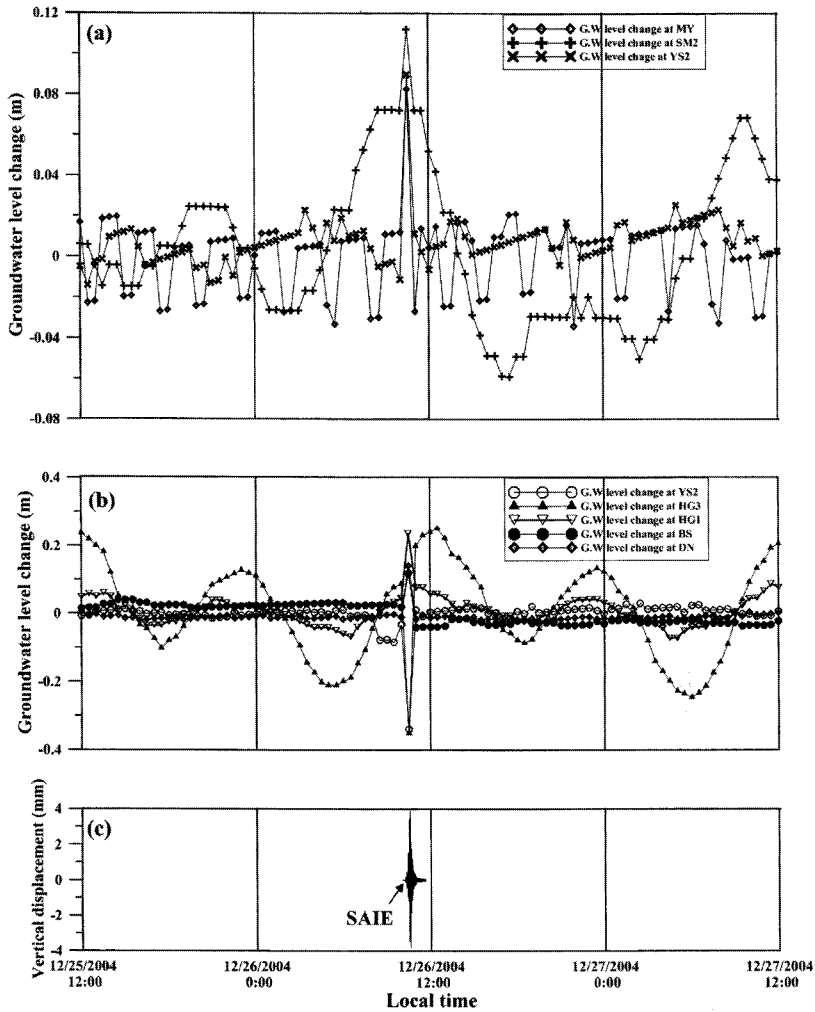 (a)
G.W level change at MY
G.W level change at SM2
G.W level chage at YS2
0.12
0.08
0.04
0
-0.04
-0.08
Groundwater level change (m)
(b)
G.W level change at YS2
G.W level change at HG3
G.W level change at HG1
G.W level change at BS
G.W level change at DN
0.4
0.2
0
-0.2
-0.4
Groundwater level change (m)
(c)
4
2
0
-2
-4
Vertical displacement (mm)
SAIE
12/25/2004 12/26/2004 12/26/2004 12/27/2004 12/27/2004
12:00 0:00 12:00 0:00 12:00
Local time